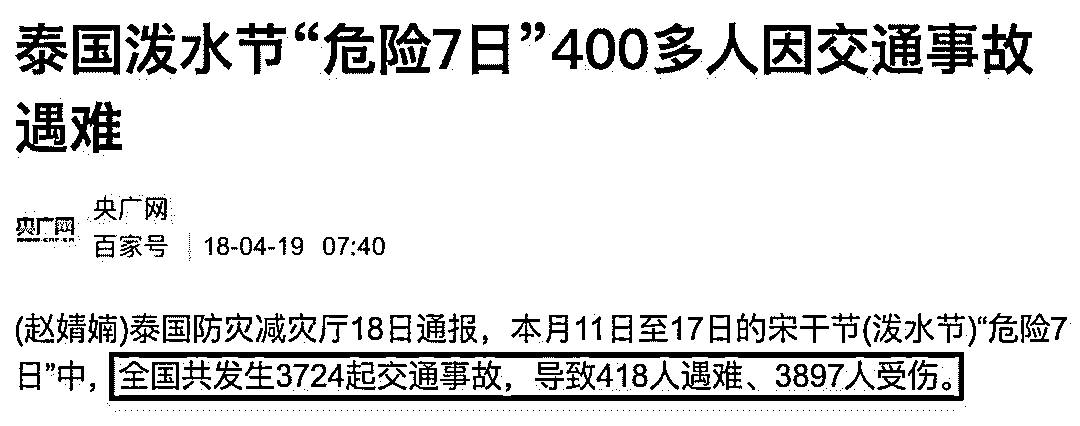 泰国泼水节“危险7日”400多人因交通事故
遇难
央广网
央广网
百家号 18-04-19 07:40
(赵婧婻)泰国防灾减灾厅18日通报，本月11日至17日的宋干节(泼水节)“危险7
日”中，全国共发生3724起交通事故，导致418人遇难、3897人受伤。